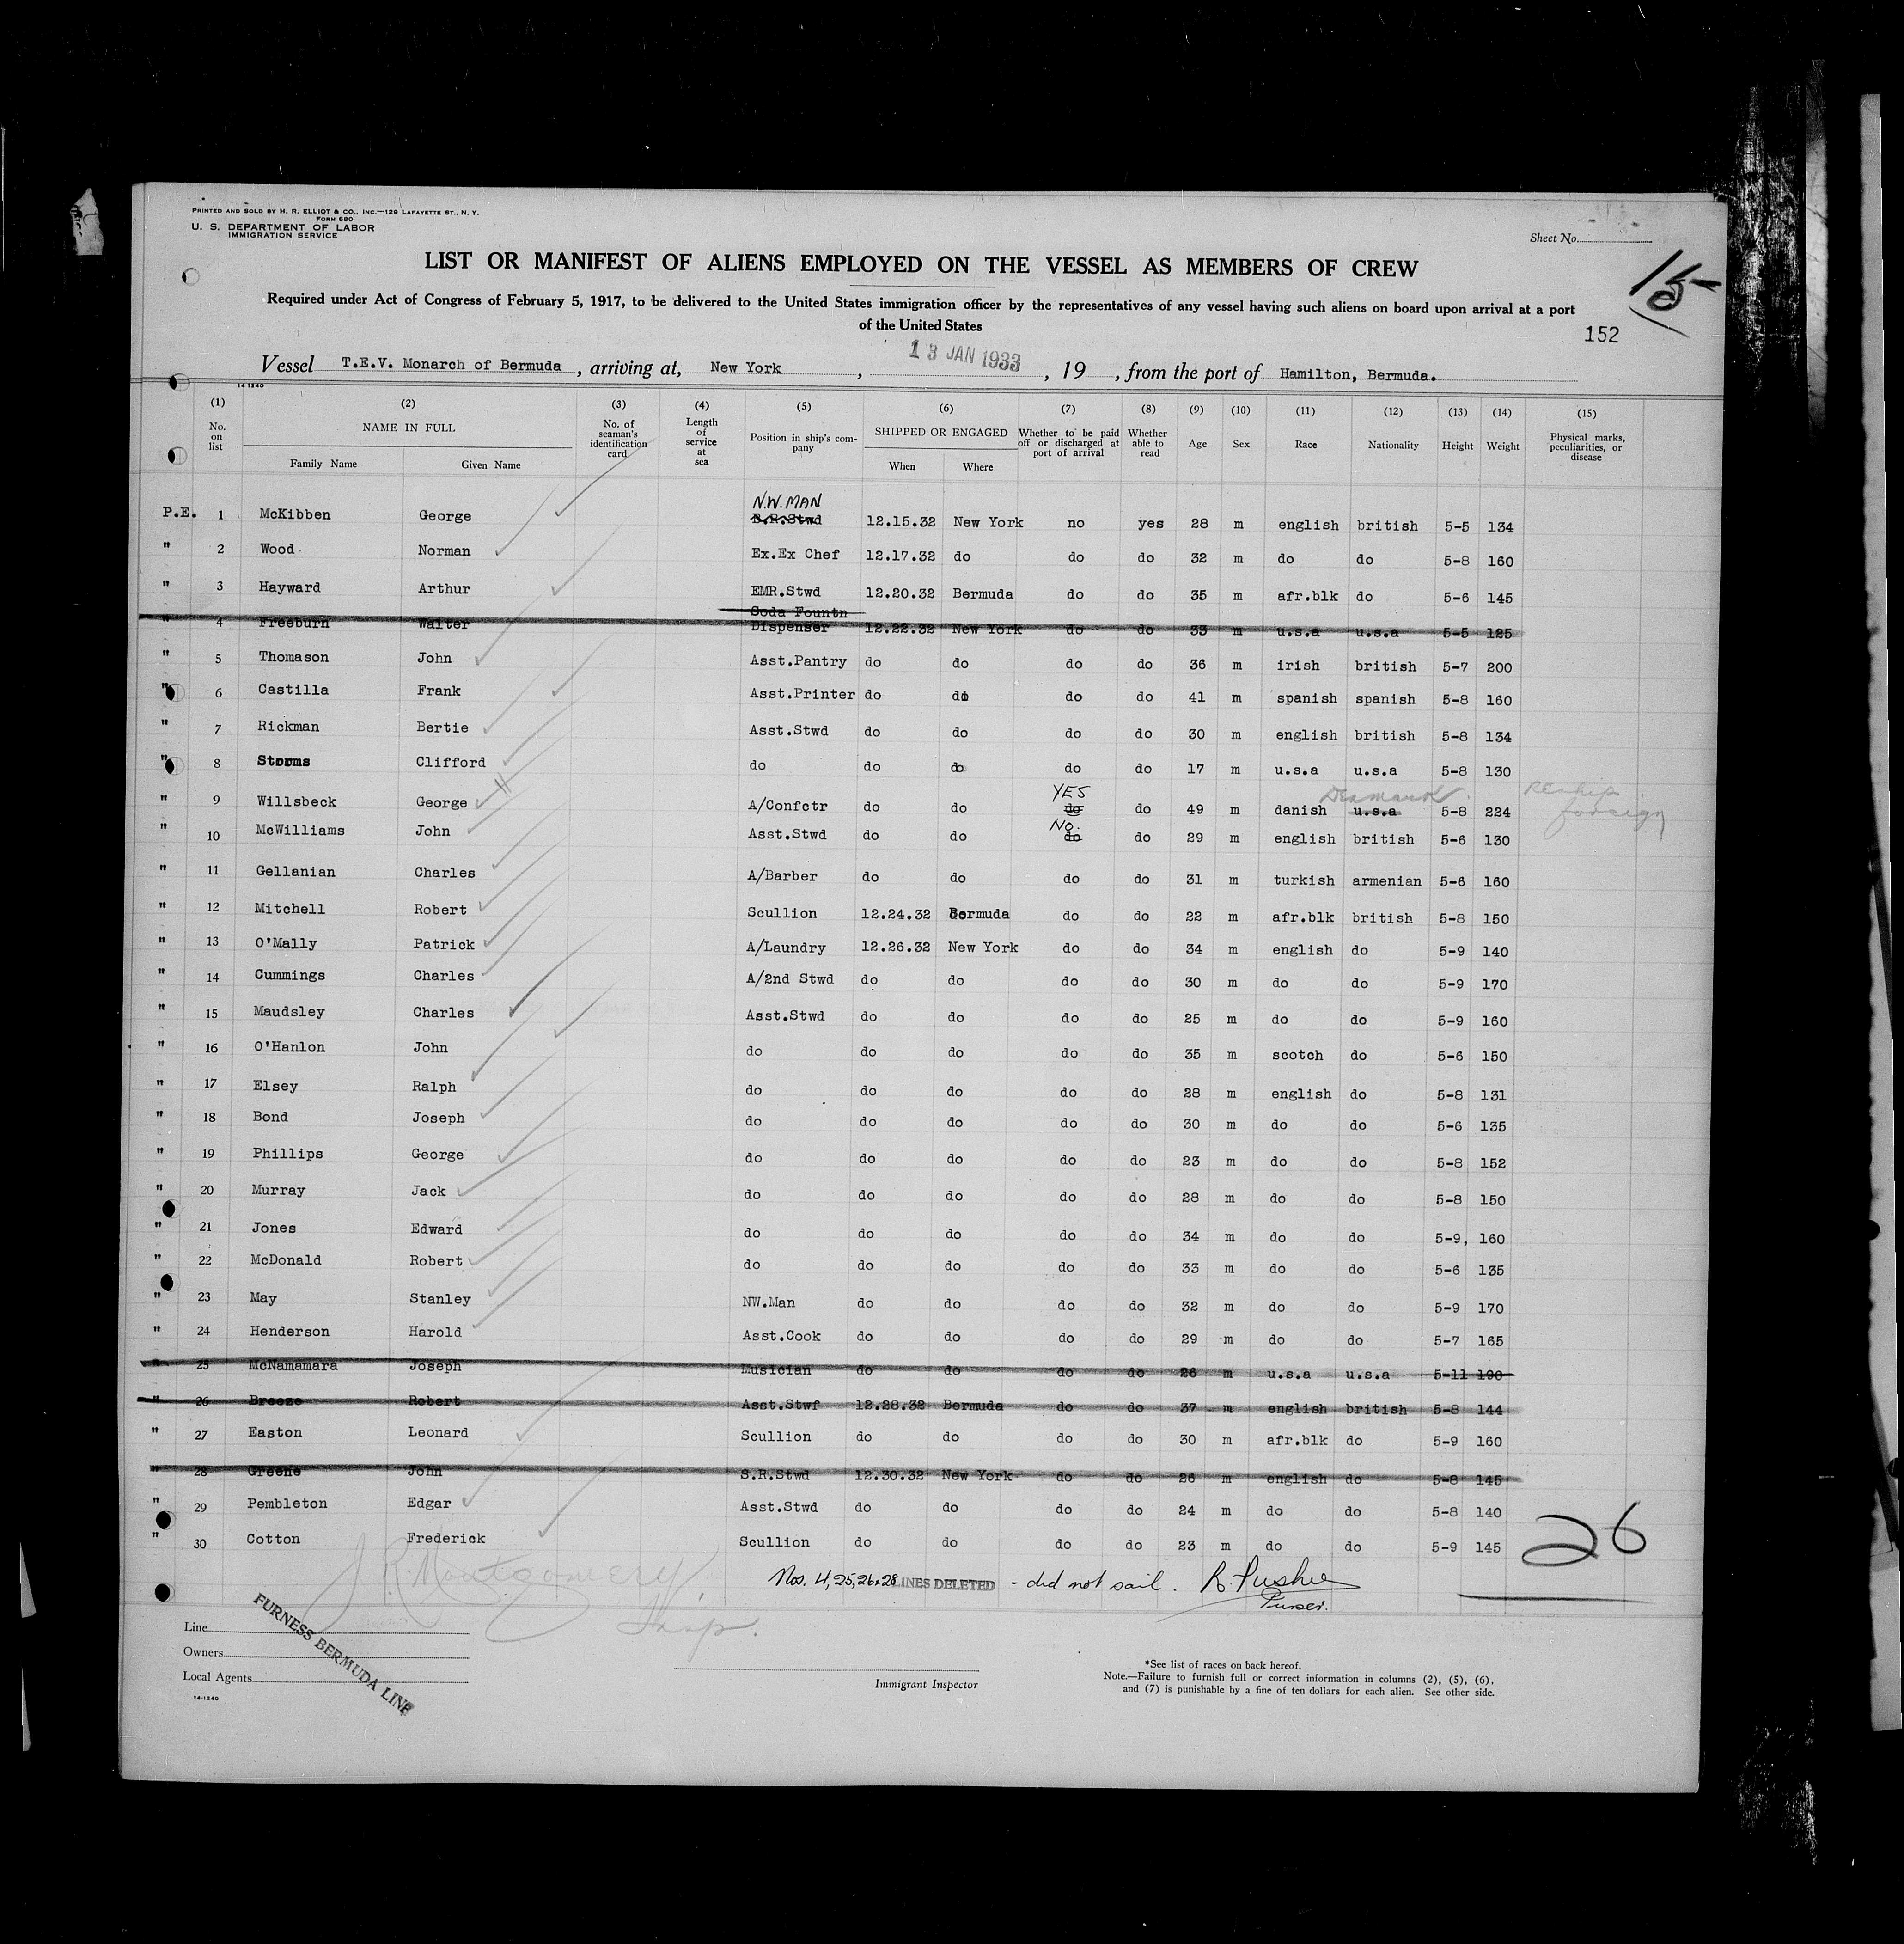 PRINTED AND SOLD BY H. R. ELLIOT & CO., INC.—129 LAFAYETTE ST., N. Y.
FORM 680
U. S. DEPARTMENT OF LABOR
IMMIGRATION SERVICE
Sheet No.
LIST OR MANIFEST OF ALIENS EMPLOYED ON THE VESSEL AS MEMBERS OF CREW
15
Required under Act of Congress of February 5, 1917, to be delivered to the United States immigration officer by the representatives of any vessel having such aliens on board upon arrival at a port
of the United States
152
Vessel T.E.V. Monarch of Bermuda , arriving at, New York , 13 JAN 1933 , 19 , from the port of Hamilton, Bermuda.
14-1240
(1) (2) (3) (4) (5) (6) (7) (8) (9) (10) (11) (12) (13) (14) (15)
No. on list NAME IN FULL No. of seaman's identification card Length of service at sea Position in ship's company SHIPPED OR ENGAGED Whether to be paid off or discharged at port of arrival Whether able to read Age Sex Race Nationality Height Weight Physical marks, peculiarities, or disease
Family Name Given Name When Where
N.W.MAN
P.E. 1 McKibben George B.R.Stwd 12.15.32 New York no yes 28 m english british 5-5 134
" 2 Wood Norman Ex.Ex Chef 12.17.32 do do do 32 m do do 5-8 160
" 3 Hayward Arthur EMR.Stwd 12.20.32 Bermuda do do 35 m afr.blk do 5-6 145
Soda Fountn
" 4 Freeburn Walter Dispenser 12.22.32 New York do do 33 m u.s.a u.s.a 5-5 125
" 5 Thomason John Asst.Pantry do do do do 36 m irish british 5-7 200
" 6 Castilla Frank Asst.Printer do do do do 41 m spanish spanish 5-8 160
" 7 Rickman Bertie Asst.Stwd do do do do 30 m english british 5-8 134
" 8 Storms Clifford do do do do do 17 m u.s.a u.s.a 5-8 130
YES Denmark Reship
" 9 Willsbeck George A/Confctr do do do do 49 m danish u.s.a 5-8 224 foreign
No.
" 10 McWilliams John Asst.Stwd do do do do 29 m english british 5-6 130
" 11 Gellanian Charles A/Barber do do do do 31 m turkish armenian 5-6 160
" 12 Mitchell Robert Scullion 12.24.32 Bermuda do do 22 m afr.blk british 5-8 150
" 13 O'Mally Patrick A/Laundry 12.26.32 New York do do 34 m english do 5-9 140
" 14 Cummings Charles A/2nd Stwd do do do do 30 m do do 5-9 170
" 15 Maudsley Charles Asst.Stwd do do do do 25 m do do 5-9 160
" 16 O'Hanlon John do do do do do 35 m scotch do 5-6 150
" 17 Elsey Ralph do do do do do 28 m english do 5-8 131
" 18 Bond Joseph do do do do do 30 m do do 5-6 135
" 19 Phillips George do do do do do 23 m do do 5-8 152
" 20 Murray Jack do do do do do 28 m do do 5-8 150
" 21 Jones Edward do do do do do 34 m do do 5-9, 160
" 22 McDonald Robert do do do do do 33 m do do 5-6 135
" 23 May Stanley NW.Man do do do do 32 m do do 5-9 170
" 24 Henderson Harold Asst.Cook do do do do 29 m do do 5-7 165
" 25 McNamamara Joseph Musician do do do do 26 m u.s.a u.s.a 5-11 190
" 26 Breeze Robert Asst.Stwf 12.28.32 Bermuda do do 37 m english british 5-8 144
" 27 Easton Leonard Scullion do do do do 30 m afr.blk do 5-9 160
" 28 Greene John S.R.Stwd 12.30.32 New York do do 26 m english do 5-8 145
" 29 Pembleton Edgar Asst.Stwd do do do do 24 m do do 5-8 140
" 30 Cotton Frederick Scullion do do do do 23 m do do 5-9 145
26
J.R. Montgomery
Insp.
Nos. 4, 25, 26 & 28 LINES DELETED - did not sail. R. Pusher
Purser.
Line
Owners
Local Agents
FURNESS BERMUDA LINE
14-1240
Immigrant Inspector
*See list of races on back hereof.
Note.—Failure to furnish full or correct information in columns (2), (5), (6),
and (7) is punishable by a fine of ten dollars for each alien. See other side.